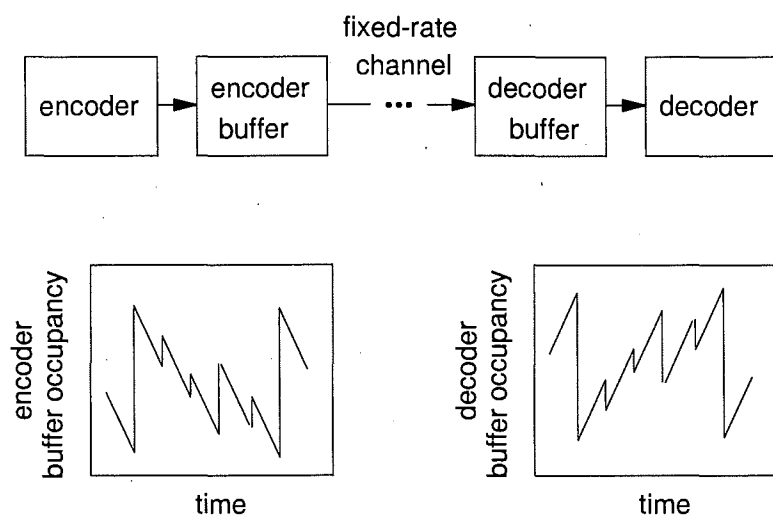 fixed-rate
channel
encoder
encoder
buffer
...
decoder
buffer
decoder
encoder
buffer occupancy
time
decoder
buffer occupancy
time